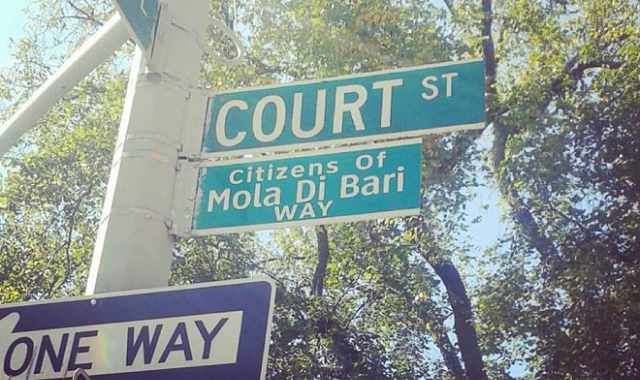 COURT ST
Citizens Of
Mola Di Bari
WAY
ONE WAY